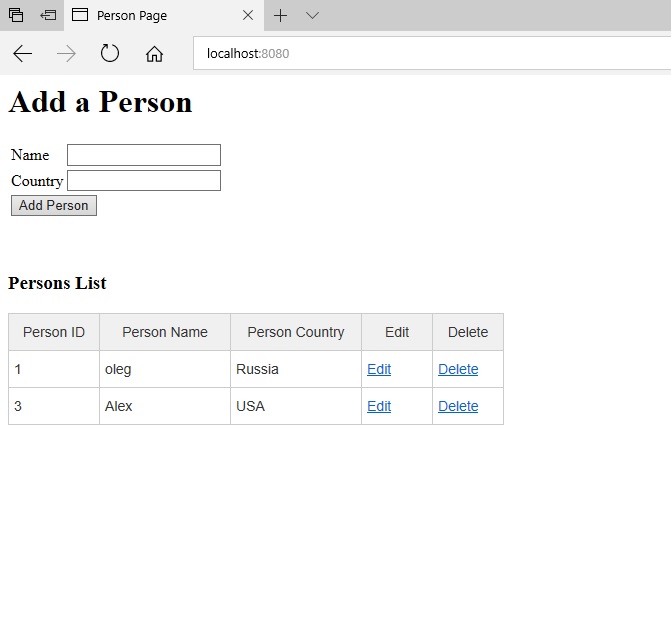 Person Page
localhost:8080
Add a Person
Name
Country
Add Person
Persons List
Person ID Person Name Person Country Edit Delete
1 oleg Russia Edit Delete
3 Alex USA Edit Delete